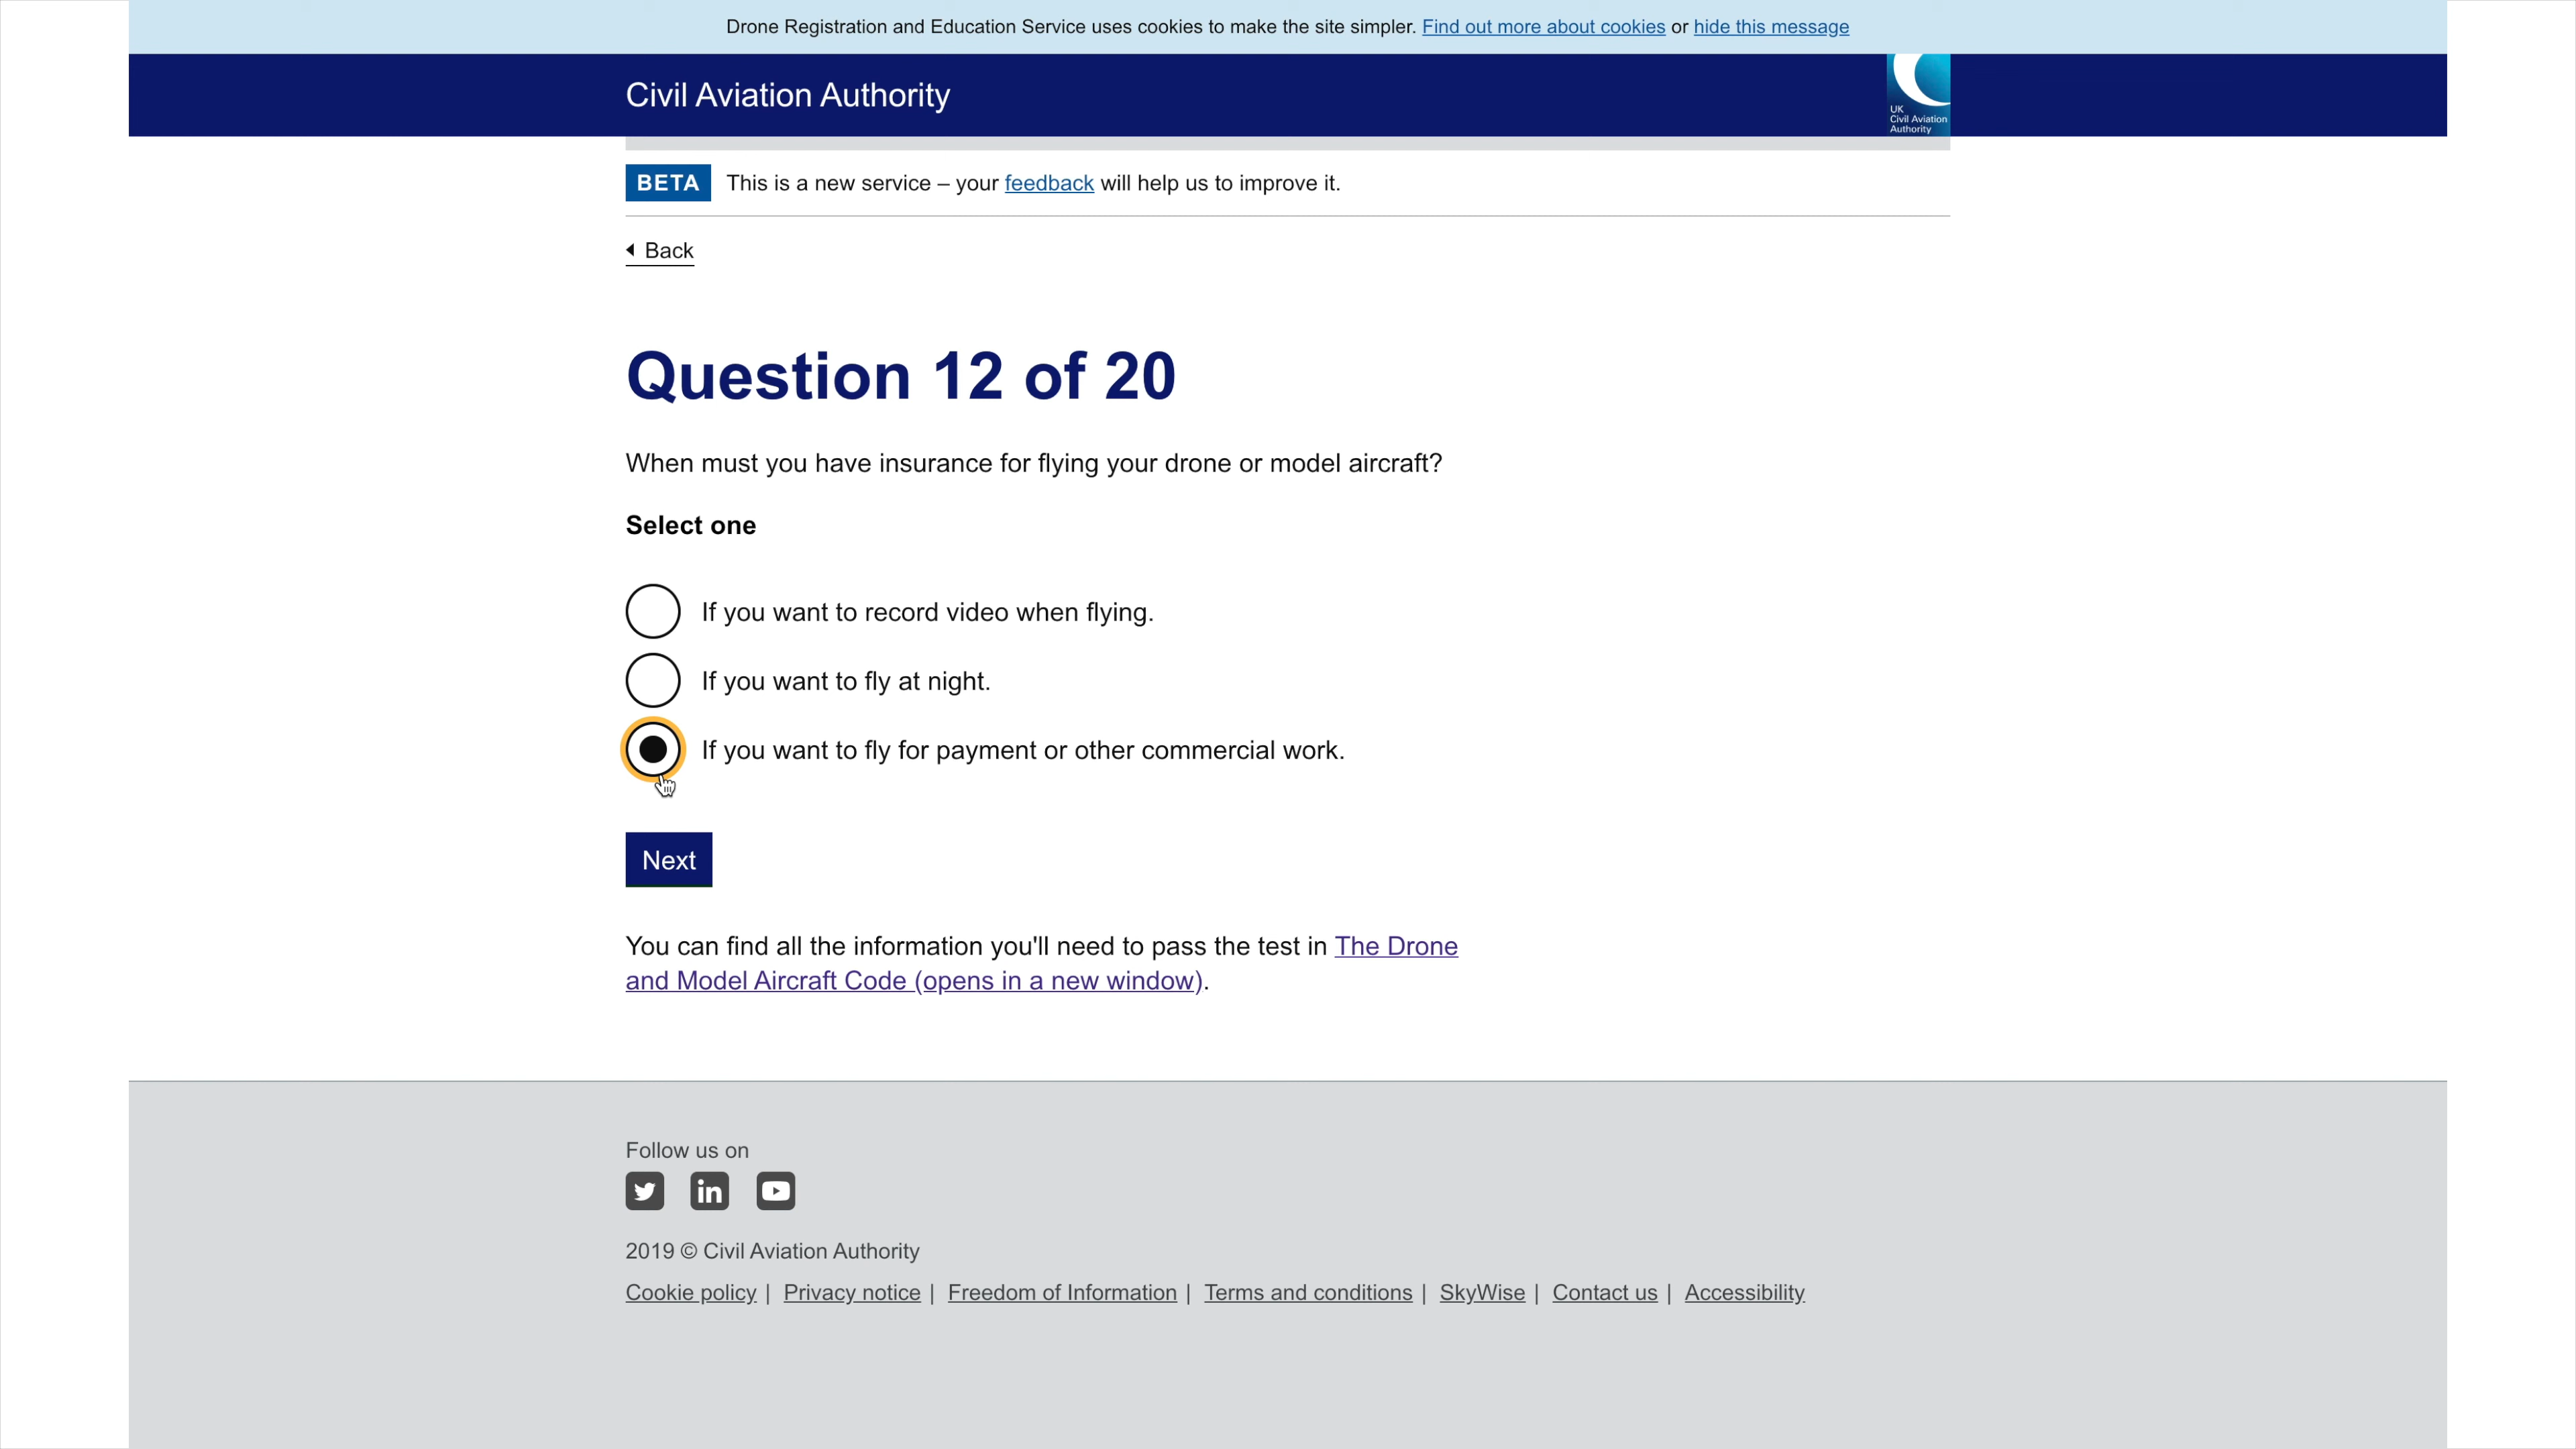 Drone Registration and Education Service uses cookies to make the site simpler. Find out more about cookies or hide this message
Civil Aviation Authority
UK
Civil Aviation
Authority
BETA This is a new service – your feedback will help us to improve it.
Back
Question 12 of 20
When must you have insurance for flying your drone or model aircraft?
Select one
If you want to record video when flying.
If you want to fly at night.
If you want to fly for payment or other commercial work.
Next
You can find all the information you'll need to pass the test in The Drone
and Model Aircraft Code (opens in a new window).
Follow us on
in
2019 © Civil Aviation Authority
Cookie policy | Privacy notice | Freedom of Information | Terms and conditions | SkyWise | Contact us | Accessibility